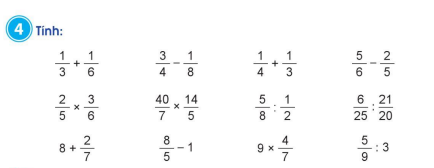 4 Tính:
1/3 + 1/6    3/4 − 1/8    1/4 + 1/3    5/6 − 2/5
2/5 × 3/6    40/7 × 14/5    5/8 : 1/2    6/25 : 21/20
8 + 2/7    8/5 − 1    9 × 4/7    5/9 : 3